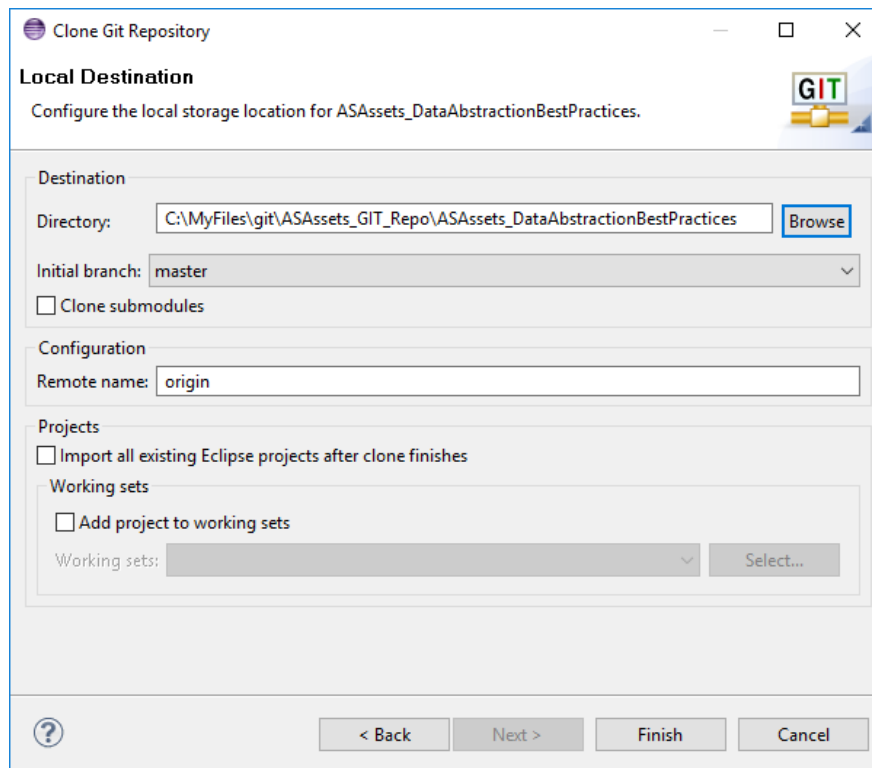 Clone Git Repository
Local Destination
Configure the local storage location for ASAssets_DataAbstractionBestPractices.
GIT
Destination
Directory: C:\MyFiles\git\ASAssets_GIT_Repo\ASAssets_DataAbstractionBestPractices Browse
Initial branch: master
Clone submodules
Configuration
Remote name: origin
Projects
Import all existing Eclipse projects after clone finishes
Working sets
Add project to working sets
Working sets: Select...
? < Back Next > Finish Cancel